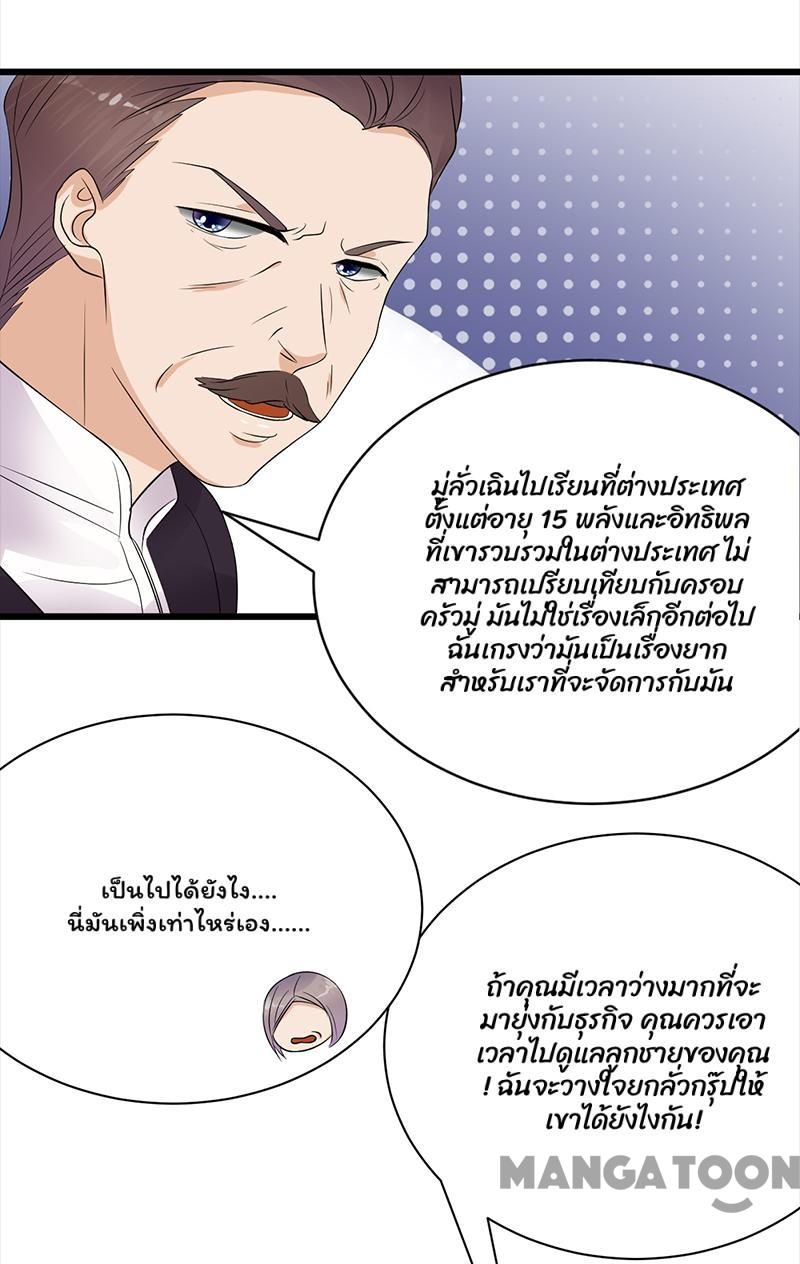 มู่ลั่วเฉินไปเรียนที่ต่างประเทศ
ตั้งแต่อายุ 15 พลังและอิทธิพล
ที่เขารวบรวมในต่างประเทศ ไม่
สามารถเปรียบเทียบกับครอบ
ครัวมู่ มันไม่ใช่เรื่องเล็กอีกต่อไป
ฉันเกรงว่ามันเป็นเรื่องยาก
สำหรับเราที่จะจัดการกับมัน
เป็นไปได้ยังไง....
นี่มันเพิ่งเท่าไหร่เอง......
ถ้าคุณมีเวลาว่างมากที่จะ
มายุ่งกับธุรกิจ คุณควรเอา
เวลาไปดูแลลูกชายของคุณ
! ฉันจะวางใจยกลั่วกรุ๊ปให้
เขาได้ยังไงกัน!
MANGATOON